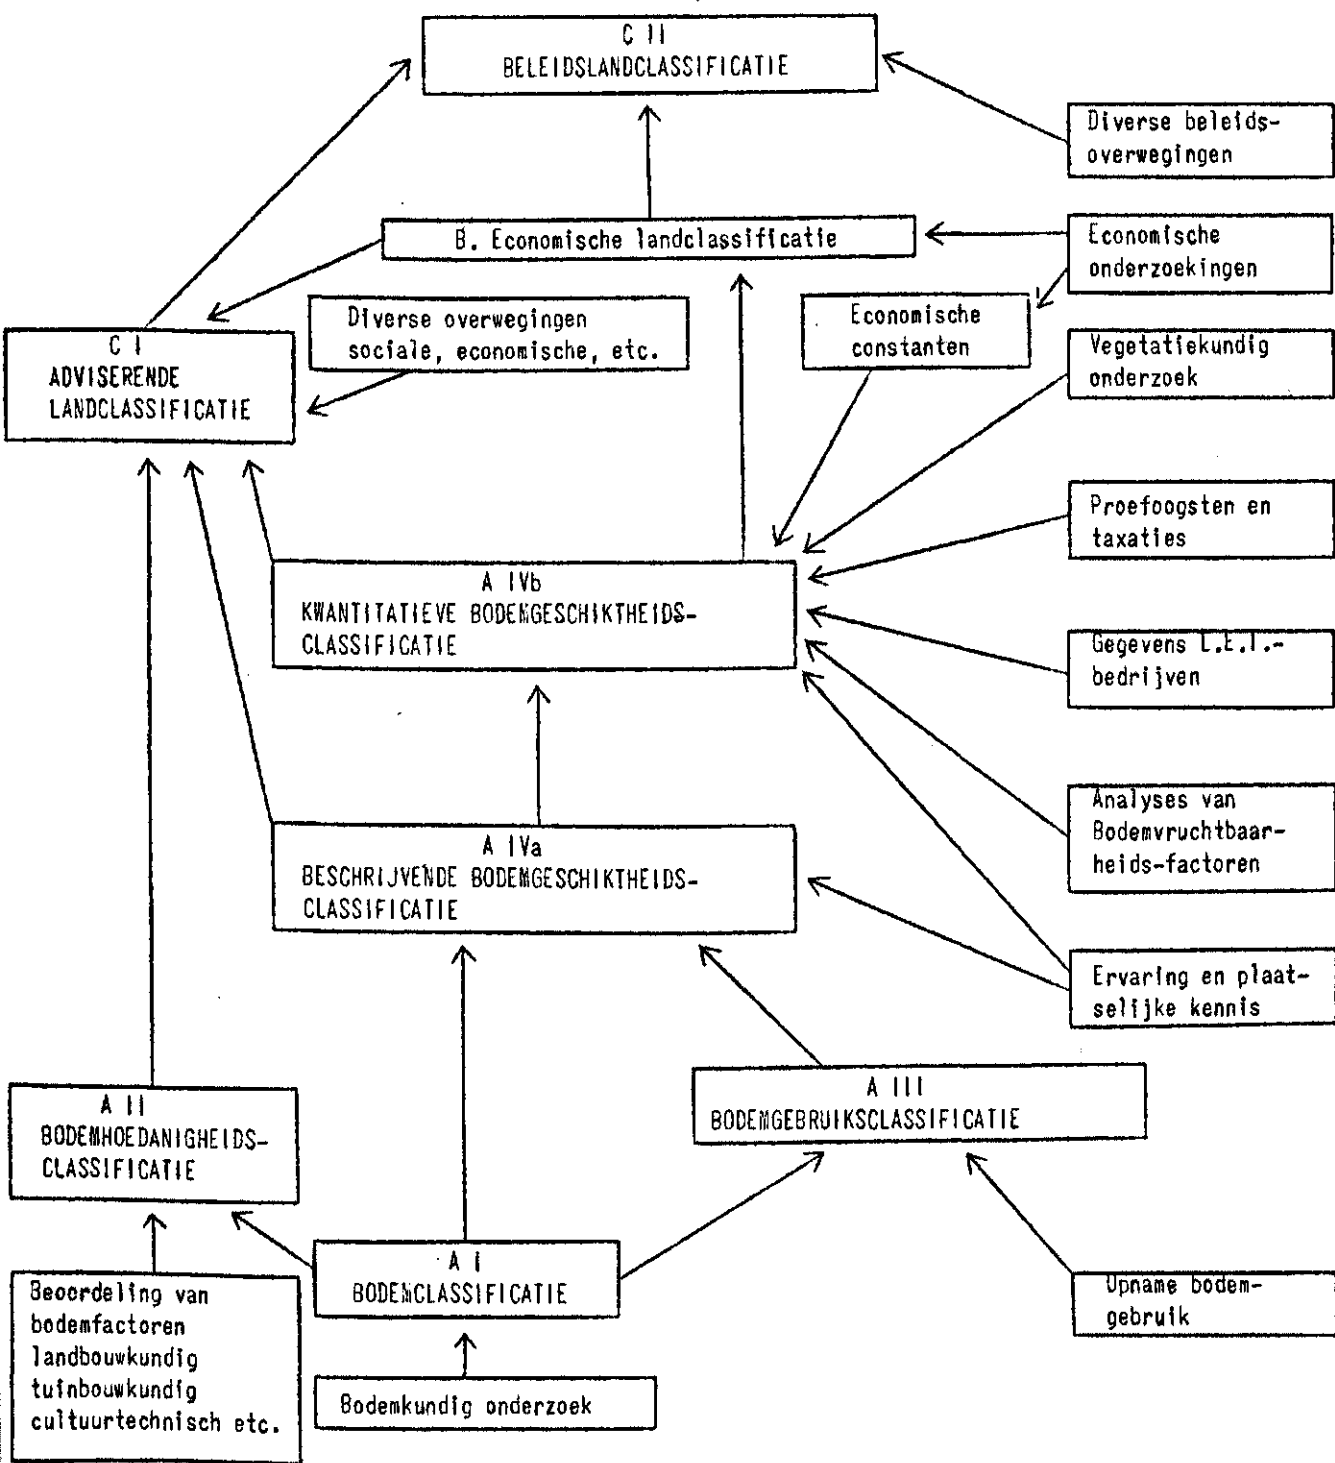 C II
BELEIDSLANDCLASSIFICATIE
Diverse beleids-
overwegingen
B. Economische landclassificatie
Economische
onderzoekingen
Diverse overwegingen
sociale, economische, etc.
Economische
constanten
Vegetatiekundig
onderzoek
C I
ADVISERENDE
LANDCLASSIFICATIE
Proefoogsten en
taxaties
A IVb
KWANTITATIEVE BODEMGESCHIKTHEIDS-
CLASSIFICATIE
Gegevens L.E.I.-
bedrijven
Analyses van
Bodemvruchtbaar-
heids-factoren
A IVa
BESCHRIJVENDE BODEMGESCHIKTHEIDS-
CLASSIFICATIE
Ervaring en plaat-
selijke kennis
A II
BODEMHOEDANIGHEIDS-
CLASSIFICATIE
A III
BODEMGEBRUIKSCLASSIFICATIE
A I
BODEMCLASSIFICATIE
Opname bodem-
gebruik
Beoordeling van
bodemfactoren
landbouwkundig
tuinbouwkundig
cultuurtechnisch etc.
Bodemkundig onderzoek